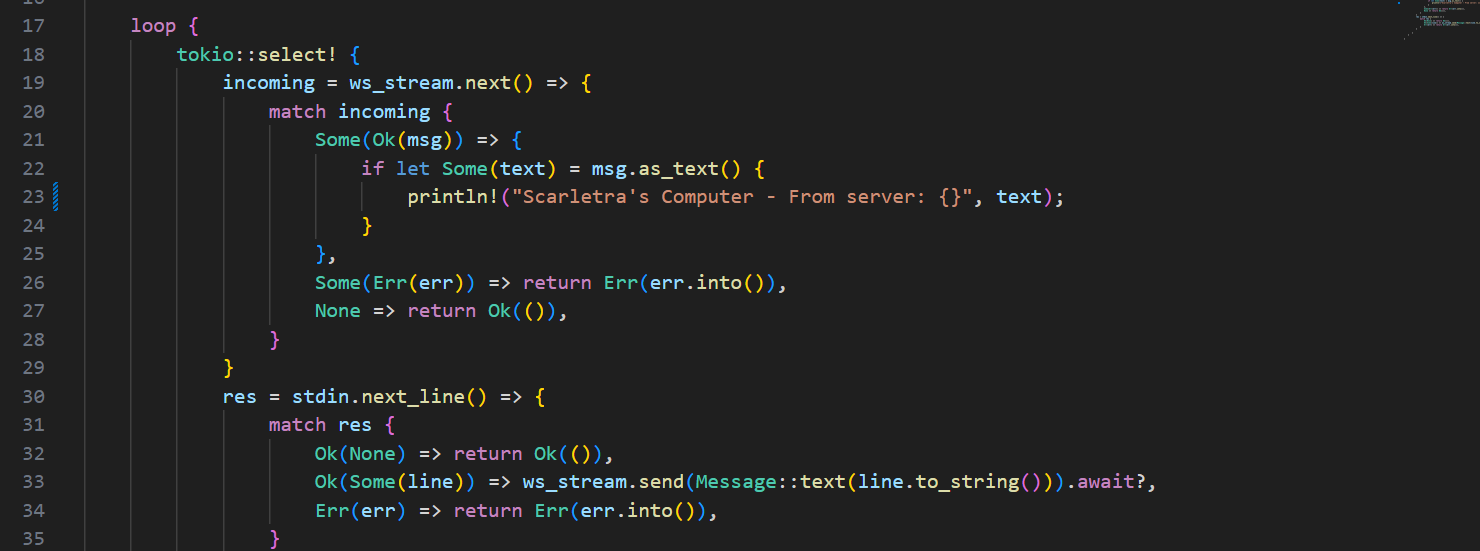 17 loop {
18 tokio::select! {
19 incoming = ws_stream.next() => {
20 match incoming {
21 Some(Ok(msg)) => {
22 if let Some(text) = msg.as_text() {
23 println!("Scarletra's Computer - From server: {}", text);
24 }
25 },
26 Some(Err(err)) => return Err(err.into()),
27 None => return Ok(()),
28 }
29 }
30 res = stdin.next_line() => {
31 match res {
32 Ok(None) => return Ok(()),
33 Ok(Some(line)) => ws_stream.send(Message::text(line.to_string())).await?,
34 Err(err) => return Err(err.into()),
35 }